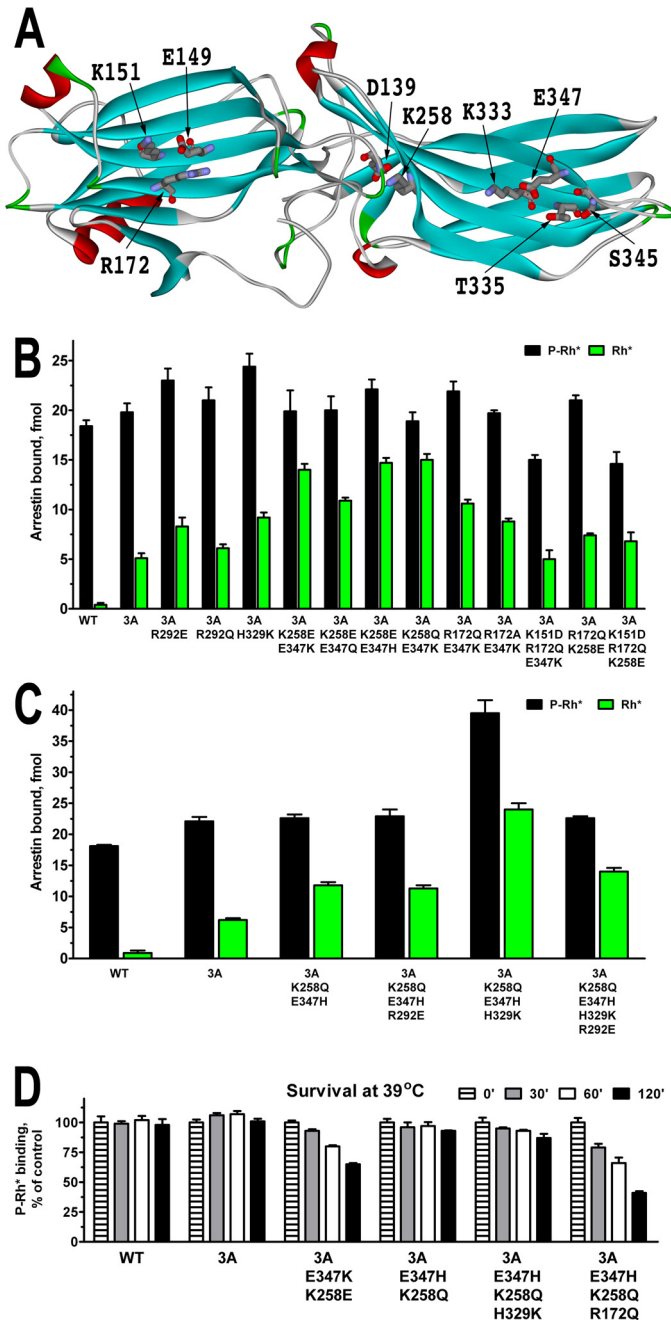 A
K151
E149
D139
K258
K333
E347
R172
T335
S345
B
P-Rh* Rh*
Arrestin bound, fmol
25
20
15
10
5
0
WT 3A 3A 3A 3A 3A 3A 3A 3A 3A 3A 3A 3A 3A
R292E R292Q H329K K258E K258E K258E K258Q R172Q R172A K151D R172Q K151D
E347K E347Q E347H E347K E347K E347K R172Q K258E R172Q
E347K K258E
C
P-Rh* Rh*
Arrestin bound, fmol
40
35
30
25
20
15
10
5
0
WT 3A 3A 3A 3A 3A
K258Q K258Q K258Q K258Q
E347H E347H E347H E347H
R292E H329K H329K
R292E
D
Survival at 39°C 0' 30' 60' 120'
P-Rh* binding,
% of control
100
75
50
25
0
WT 3A 3A 3A 3A 3A
E347K E347H E347H E347H
K258E K258Q K258Q K258Q
H329K R172Q